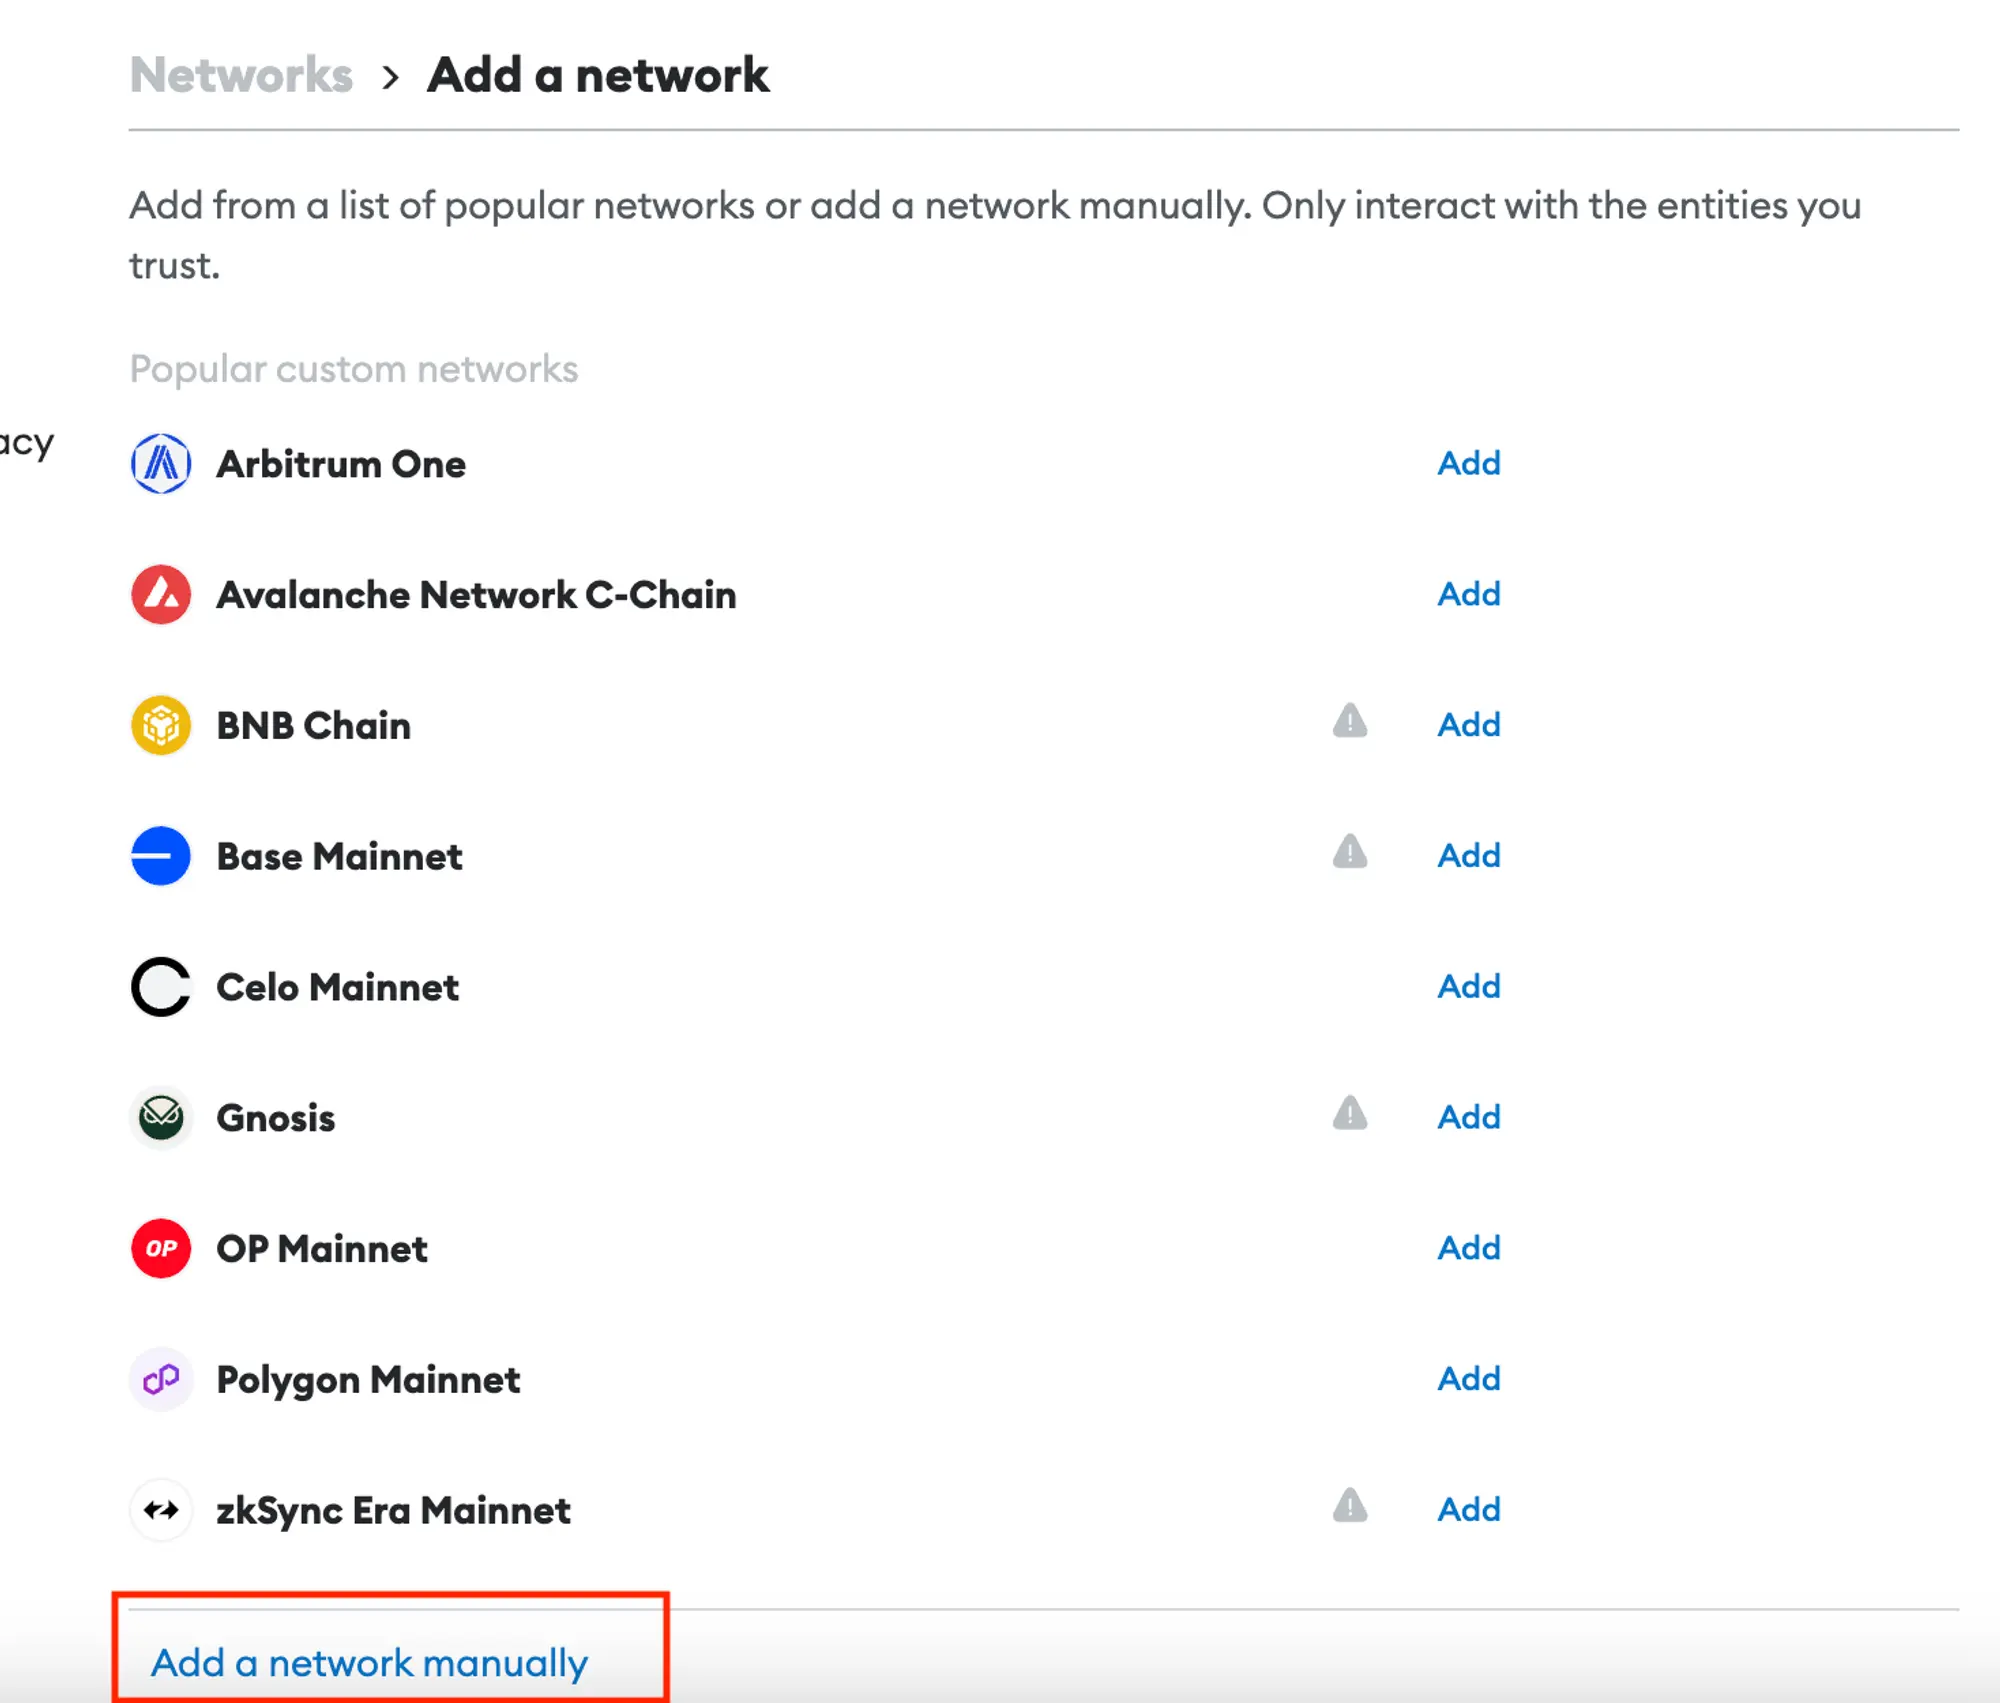 Networks > Add a network
Add from a list of popular networks or add a network manually. Only interact with the entities you
trust.
Popular custom networks
acy
Arbitrum One Add
Avalanche Network C-Chain Add
BNB Chain Add
Base Mainnet Add
Celo Mainnet Add
Gnosis Add
OP OP Mainnet Add
Polygon Mainnet Add
zkSync Era Mainnet Add
Add a network manually